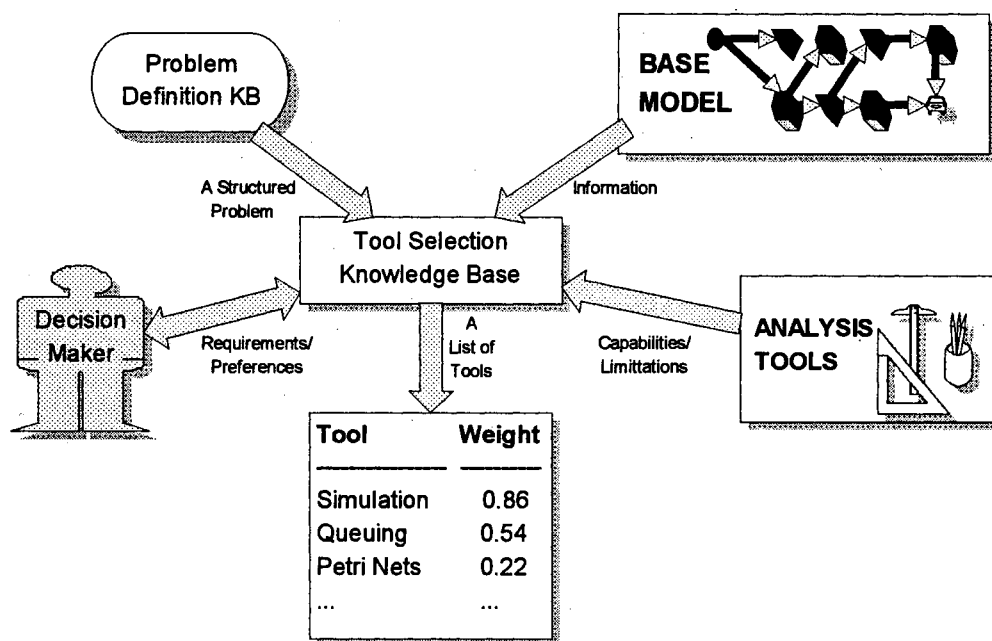 Problem
Definition KB
BASE
MODEL
A Structured
Problem
Information
Tool Selection
Knowledge Base
Decision
Maker
Requirements/
Preferences
A
List of
Tools
Capabilities/
Limittations
ANALYSIS
TOOLS
Tool Weight
Simulation 0.86
Queuing 0.54
Petri Nets 0.22
... ...